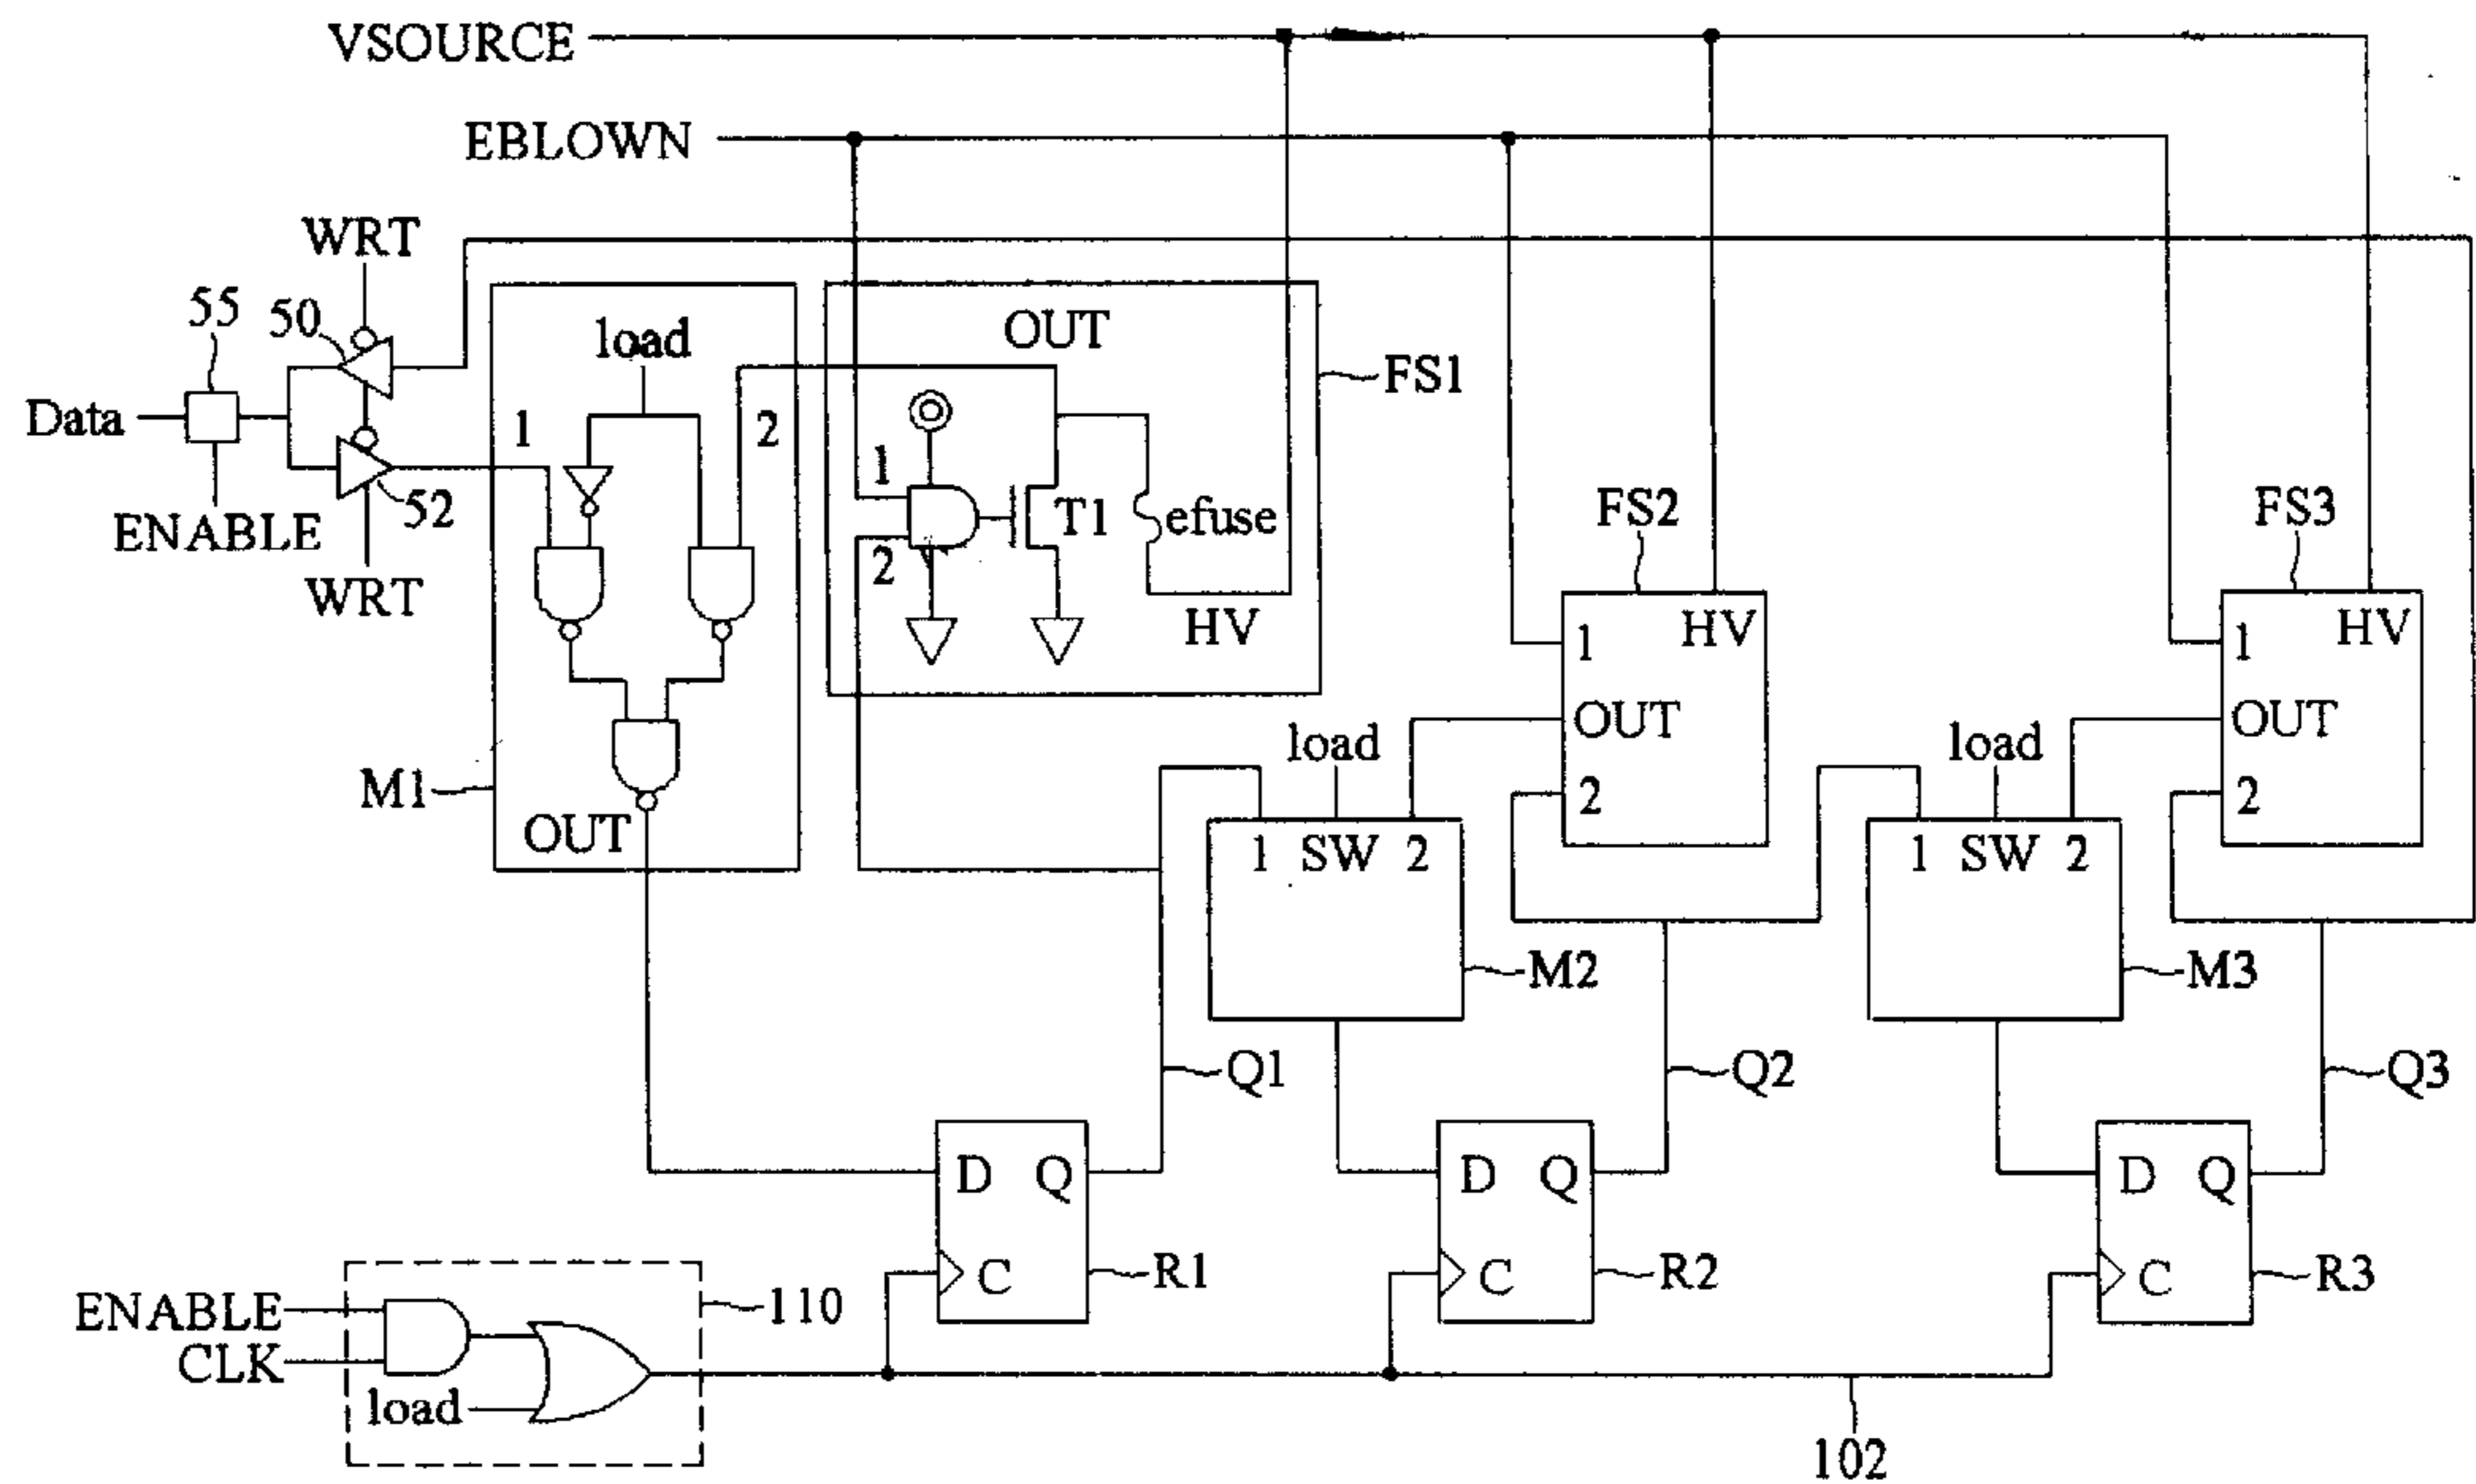 VSOURCE
EBLOWN
WRT
55
50
load
OUT
FS1
Data
1
2
1
ENABLE
52
T1
efuse
FS2
FS3
WRT
2
HV
1
HV
1
HV
OUT
OUT
load
load
M1
OUT
2
2
1 SW 2
1 SW 2
M2
M3
Q1
Q2
Q3
D Q
D Q
D Q
C
R1
C
R2
C
R3
ENABLE
110
CLK
load
102